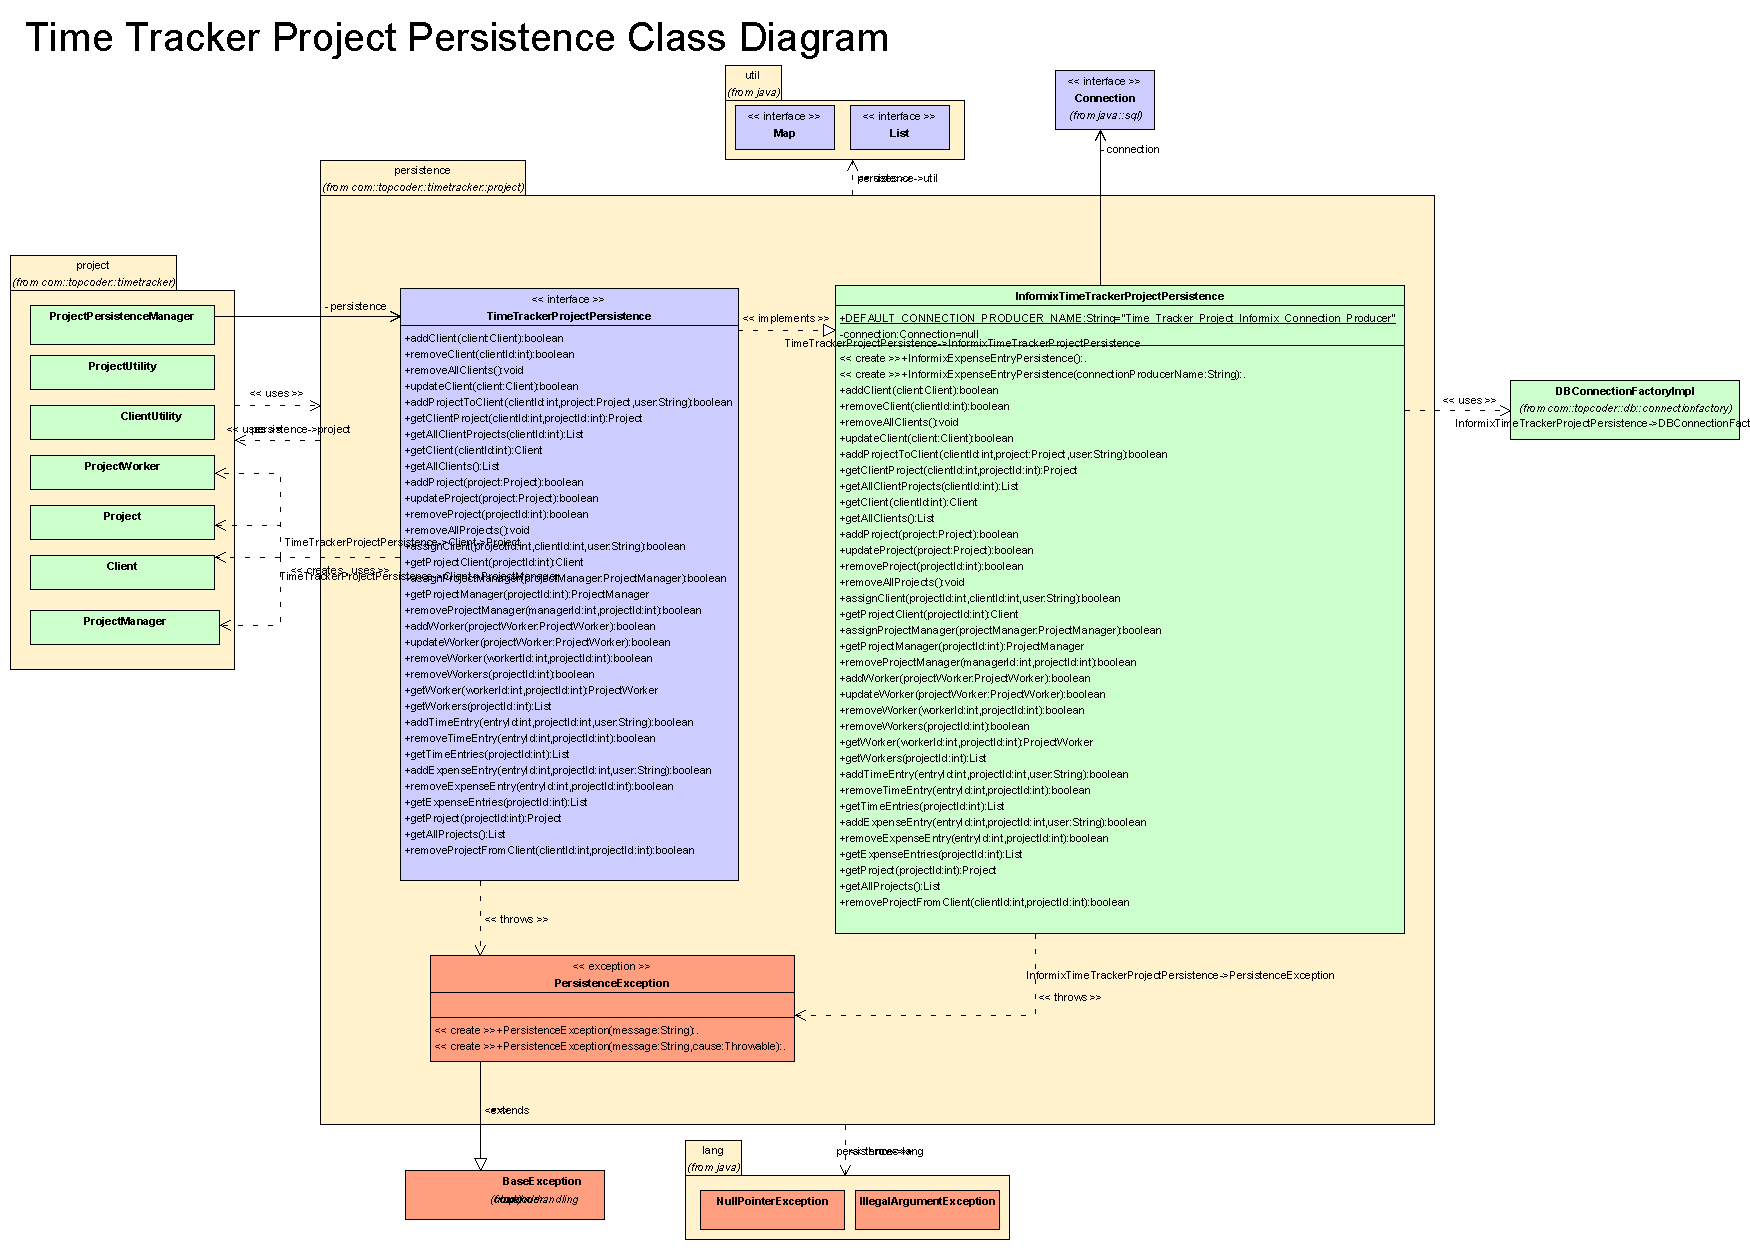 Time Tracker Project Persistence Class Diagram
util
(from java)
<< interface >>
Map
<< interface >>
List
<< interface >>
Connection
(from java::sql)
- connection
persistence
(from com::topcoder::timetracker::project)
persistence->util
project
(from com::topcoder::timetracker)
ProjectPersistenceManager
ProjectUtility
ClientUtility
ProjectWorker
Project
Client
ProjectManager
- persistence
<< uses >>
<< uses >>
persistence->project
TimeTrackerProjectPersistence->Client->Project
<< creates , uses >>
TimeTrackerProjectPersistence->Client->ProjectManager
<< interface >>
TimeTrackerProjectPersistence
+addClient(client:Client):boolean
+removeClient(clientId:int):boolean
+removeAllClients():void
+updateClient(client:Client):boolean
+addProjectToClient(clientId:int,project:Project,user:String):boolean
+getClientProject(clientId:int,projectId:int):Project
+getAllClientProjects(clientId:int):List
+getClient(clientId:int):Client
+getAllClients():List
+addProject(project:Project):boolean
+updateProject(project:Project):boolean
+removeProject(projectId:int):boolean
+removeAllProjects():void
+assignClient(projectId:int,clientId:int,user:String):boolean
+getProjectClient(projectId:int):Client
+assignProjectManager(projectManager:ProjectManager):boolean
+getProjectManager(projectId:int):ProjectManager
+removeProjectManager(managerId:int,projectId:int):boolean
+addWorker(projectWorker:ProjectWorker):boolean
+updateWorker(projectWorker:ProjectWorker):boolean
+removeWorker(workertId:int,projectId:int):boolean
+removeWorkers(projectId:int):boolean
+getWorker(workerId:int,projectId:int):ProjectWorker
+getWorkers(projectId:int):List
+addTimeEntry(entryId:int,projectId:int,user:String):boolean
+removeTimeEntry(entryId:int,projectId:int):boolean
+getTimeEntries(projectId:int):List
+addExpenseEntry(entryId:int,projectId:int,user:String):boolean
+removeExpenseEntry(entryId:int,projectId:int):boolean
+getExpenseEntries(projectId:int):List
+getProject(projectId:int):Project
+getAllProjects():List
+removeProjectFromClient(clientId:int,projectId:int):boolean
<< implements >>
TimeTrackerProjectPersistence->InformixTimeTrackerProjectPersistence
InformixTimeTrackerProjectPersistence
+DEFAULT_CONNECTION_PRODUCER_NAME:String="Time_Tracker_Project_Informix_Connection_Producer"
-connection:Connection=null
<< create >>+InformixExpenseEntryPersistence():.
<< create >>+InformixExpenseEntryPersistence(connectionProducerName:String):.
+addClient(client:Client):boolean
+removeClient(clientId:int):boolean
+removeAllClients():void
+updateClient(client:Client):boolean
+addProjectToClient(clientId:int,project:Project,user:String):boolean
+getClientProject(clientId:int,projectId:int):Project
+getAllClientProjects(clientId:int):List
+getClient(clientId:int):Client
+getAllClients():List
+addProject(project:Project):boolean
+updateProject(project:Project):boolean
+removeProject(projectId:int):boolean
+removeAllProjects():void
+assignClient(projectId:int,clientId:int,user:String):boolean
+getProjectClient(projectId:int):Client
+assignProjectManager(projectManager:ProjectManager):boolean
+getProjectManager(projectId:int):ProjectManager
+removeProjectManager(managerId:int,projectId:int):boolean
+addWorker(projectWorker:ProjectWorker):boolean
+updateWorker(projectWorker:ProjectWorker):boolean
+removeWorker(workerId:int,projectId:int):boolean
+removeWorkers(projectId:int):boolean
+getWorker(workerId:int,projectId:int):ProjectWorker
+getWorkers(projectId:int):List
+addTimeEntry(entryId:int,projectId:int,user:String):boolean
+removeTimeEntry(entryId:int,projectId:int):boolean
+getTimeEntries(projectId:int):List
+addExpenseEntry(entryId:int,projectId:int,user:String):boolean
+removeExpenseEntry(entryId:int,projectId:int):boolean
+getExpenseEntries(projectId:int):List
+getProject(projectId:int):Project
+getAllProjects():List
+removeProjectFromClient(clientId:int,projectId:int):boolean
<< uses >>
DBConnectionFactoryImpl
(from com::topcoder::db::connectionfactory)
InformixTimeTrackerProjectPersistence->DBConnectionFact
<< throws >>
<< exception >>
PersistenceException
<< create >>+PersistenceException(message:String):.
<< create >>+PersistenceException(message:String,cause:Throwable):.
InformixTimeTrackerProjectPersistence->PersistenceException
<< throws >>
extends
BaseException
persistence->lang
lang
(from java)
NullPointerException
IllegalArgumentException